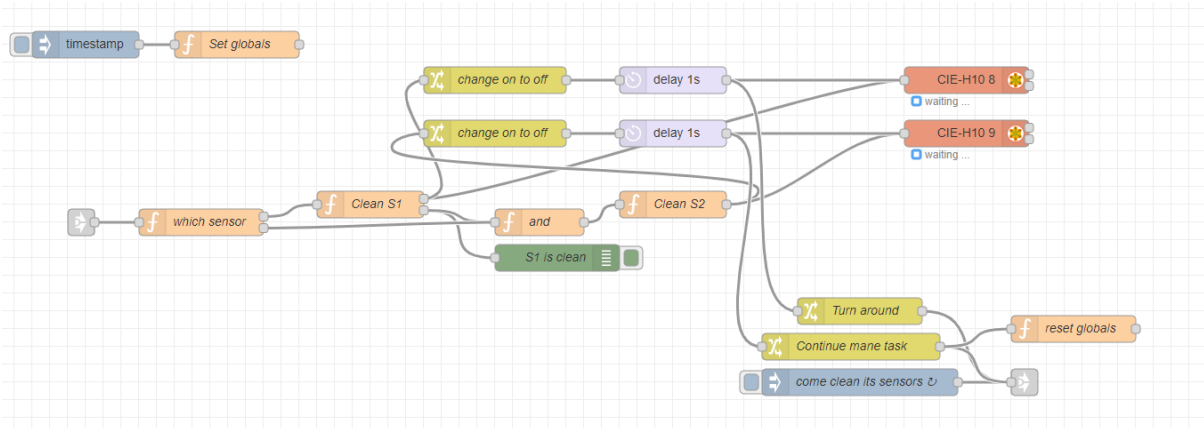 timestamp
Set globals
change on to off
delay 1s
CIE-H10 8
waiting ...
change on to off
delay 1s
CIE-H10 9
waiting ...
Clean S1
Clean S2
which sensor
and
S1 is clean
Turn around
reset globals
Continue mane task
come clean its sensors ↻